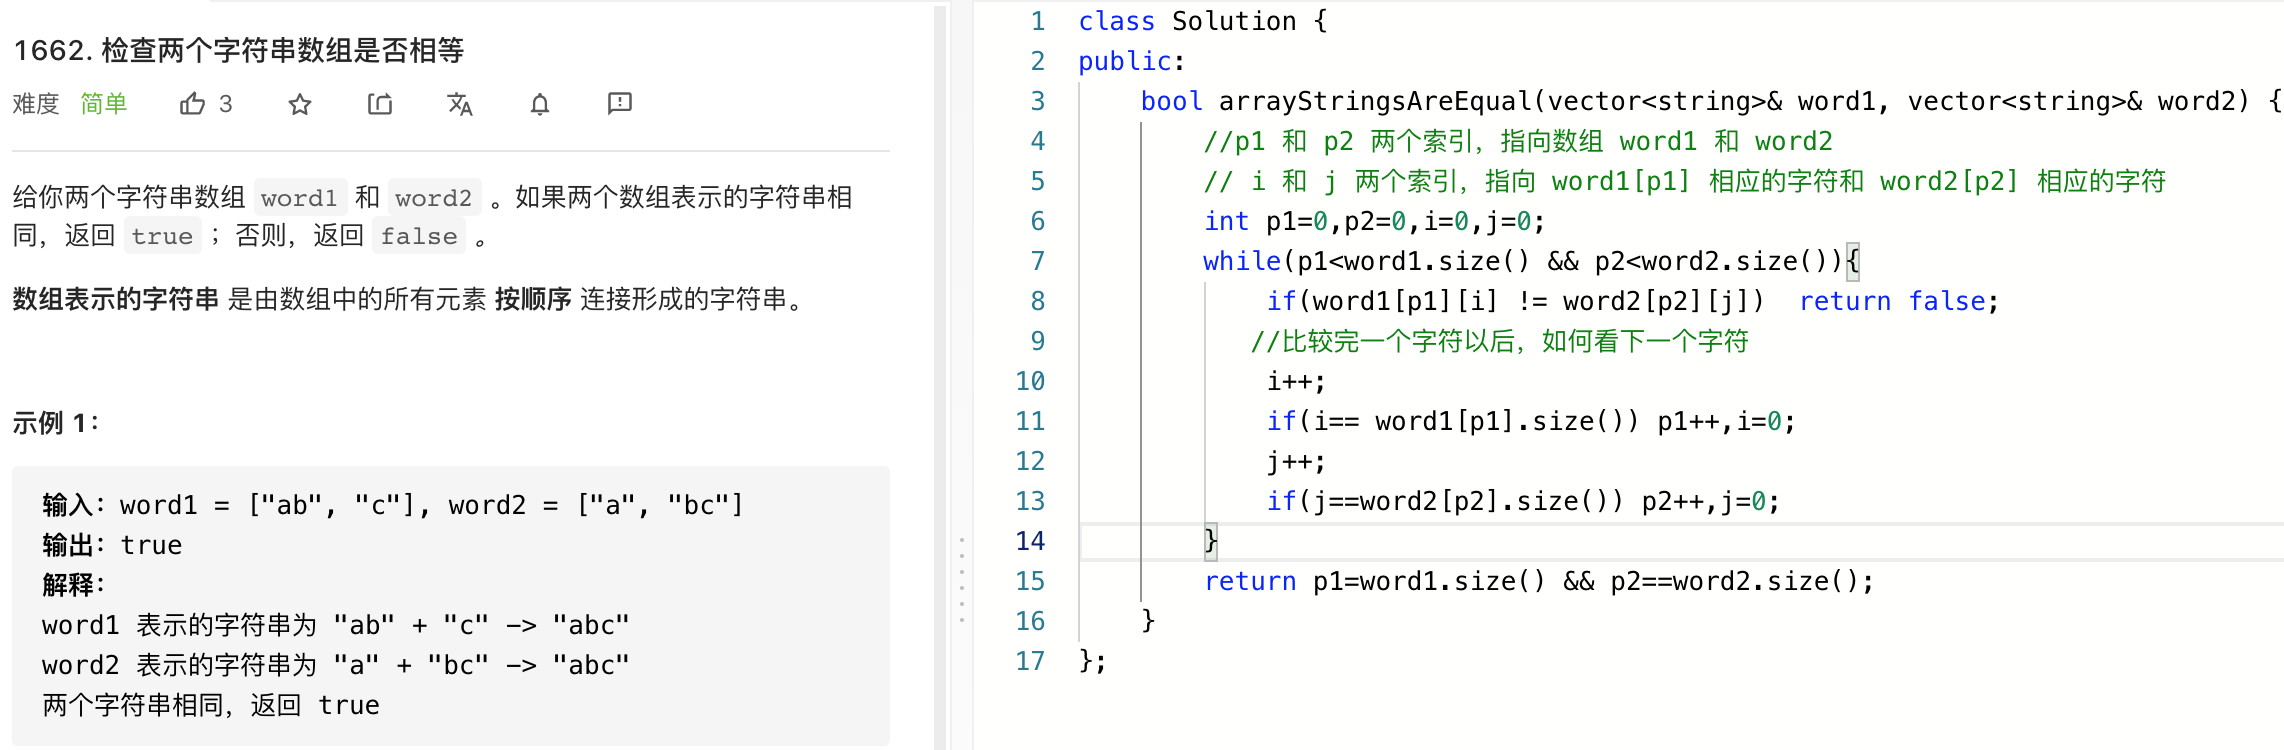 1662. 检查两个字符串数组是否相等
难度 简单 3
给你两个字符串数组 word1 和 word2 。如果两个数组表示的字符串相
同，返回 true ；否则，返回 false 。
数组表示的字符串 是由数组中的所有元素 按顺序 连接形成的字符串。
示例 1：
输入：word1 = ["ab", "c"], word2 = ["a", "bc"]
输出：true
解释：
word1 表示的字符串为 "ab" + "c" -> "abc"
word2 表示的字符串为 "a" + "bc" -> "abc"
两个字符串相同，返回 true
1 class Solution {
2 public:
3 bool arrayStringsAreEqual(vector<string>& word1, vector<string>& word2) {
4 //p1 和 p2 两个索引，指向数组 word1 和 word2
5 // i 和 j 两个索引，指向 word1[p1] 相应的字符和 word2[p2] 相应的字符
6 int p1=0,p2=0,i=0,j=0;
7 while(p1<word1.size() && p2<word2.size()){
8 if(word1[p1][i] != word2[p2][j]) return false;
9 //比较完一个字符以后，如何看下一个字符
10 i++;
11 if(i== word1[p1].size()) p1++,i=0;
12 j++;
13 if(j==word2[p2].size()) p2++,j=0;
14 }
15 return p1=word1.size() && p2==word2.size();
16 }
17 };